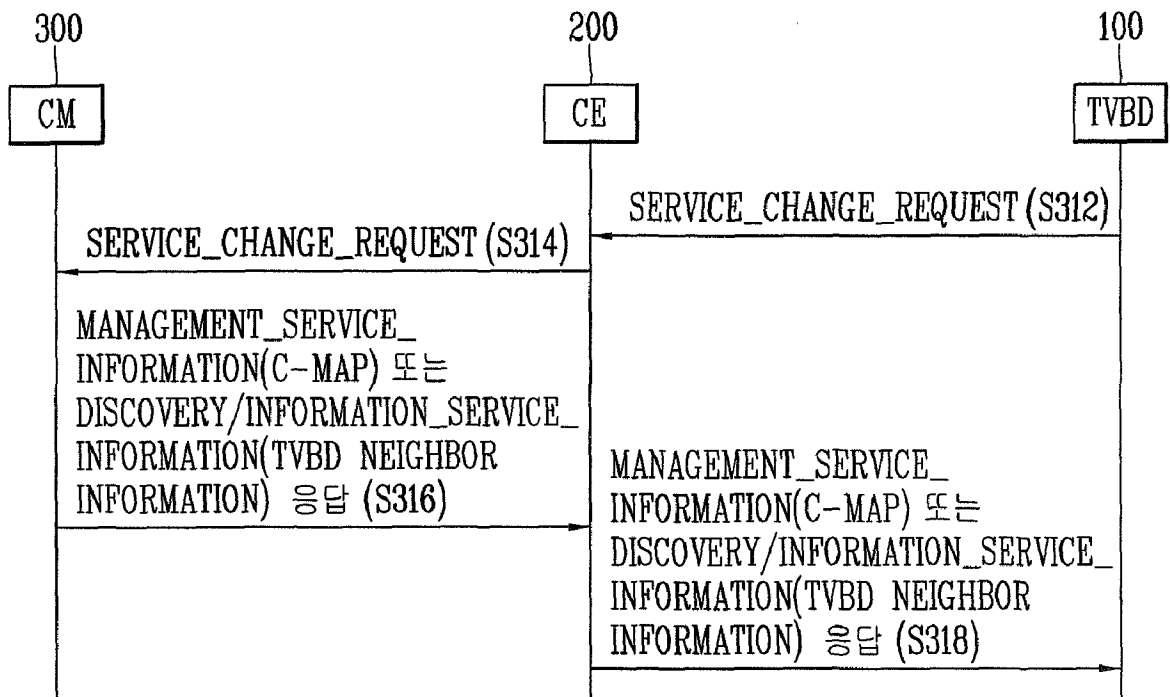 300
200
100
CM
CE
TVBD
SERVICE_CHANGE_REQUEST (S312)
SERVICE_CHANGE_REQUEST (S314)
MANAGEMENT_SERVICE_
INFORMATION(C-MAP) 또는
DISCOVERY/INFORMATION_SERVICE_
INFORMATION(TVBD NEIGHBOR
INFORMATION) 응답 (S316)
MANAGEMENT_SERVICE_
INFORMATION(C-MAP) 또는
DISCOVERY/INFORMATION_SERVICE_
INFORMATION(TVBD NEIGHBOR
INFORMATION) 응답 (S318)